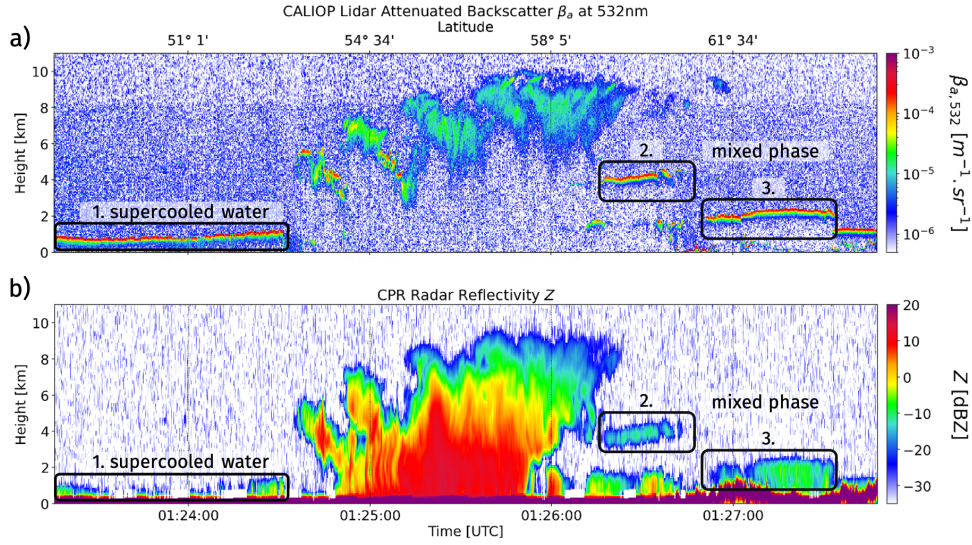 CALIOP Lidar Attenuated Backscatter βa at 532nm
Latitude
a)
51° 1' 54° 34' 58° 5' 61° 34'
10
8
6
4
2
0
Height [km]
1. supercooled water
2.
mixed phase
3.
10⁻³
10⁻⁴
10⁻⁵
10⁻⁶
βa,532 [m⁻¹. sr⁻¹]
b)
CPR Radar Reflectivity Z
10
8
6
4
2
0
Height [km]
1. supercooled water
2.
mixed phase
3.
20
10
0
−10
−20
−30
Z [dBZ]
01:24:00 01:25:00 01:26:00 01:27:00
Time [UTC]